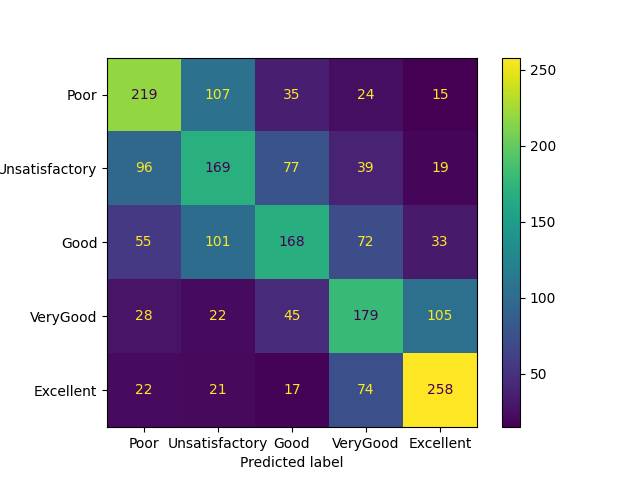 Poor 219 107 35 24 15
nsatisfactory 96 169 77 39 19
Good 55 101 168 72 33
VeryGood 28 22 45 179 105
Excellent 22 21 17 74 258
Poor Unsatisfactory Good VeryGood Excellent
Predicted label
250
200
150
100
50